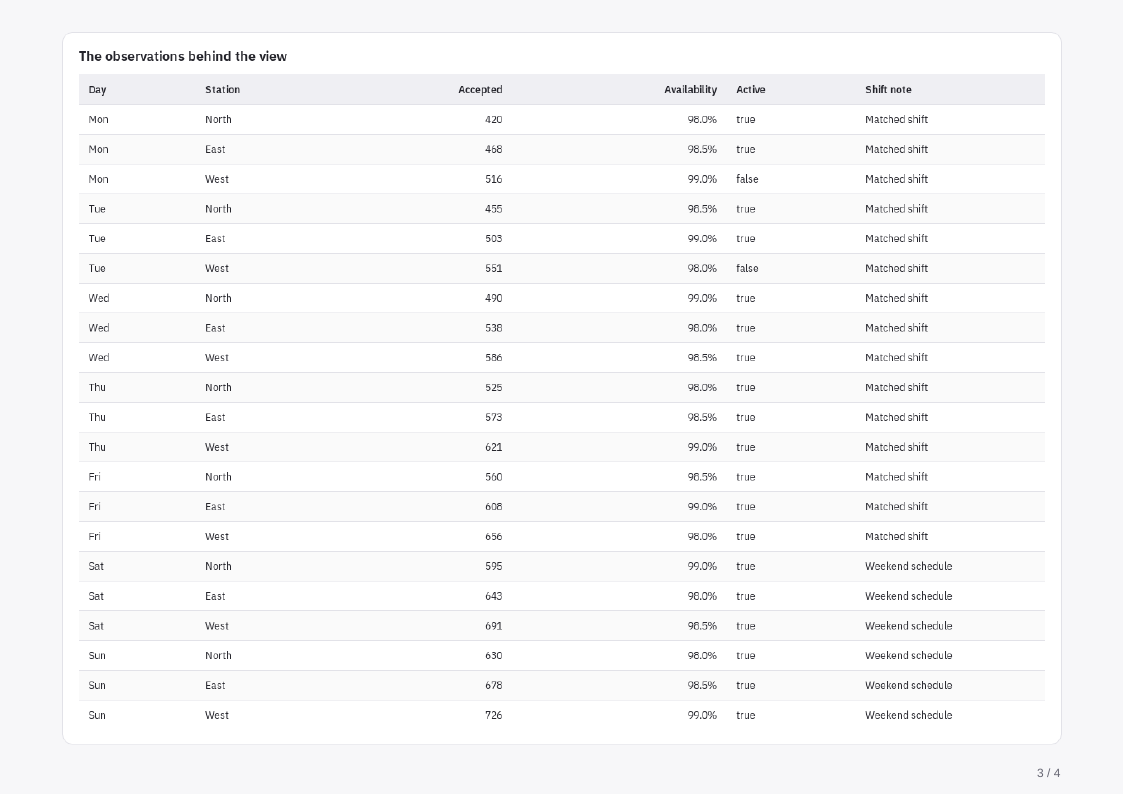 The observations behind the view
Day Station Accepted Availability Active Shift note
Mon North 420 98.0% true Matched shift
Mon East 468 98.5% true Matched shift
Mon West 516 99.0% false Matched shift
Tue North 455 98.5% true Matched shift
Tue East 503 99.0% true Matched shift
Tue West 551 98.0% false Matched shift
Wed North 490 99.0% true Matched shift
Wed East 538 98.0% true Matched shift
Wed West 586 98.5% true Matched shift
Thu North 525 98.0% true Matched shift
Thu East 573 98.5% true Matched shift
Thu West 621 99.0% true Matched shift
Fri North 560 98.5% true Matched shift
Fri East 608 99.0% true Matched shift
Fri West 656 98.0% true Matched shift
Sat North 595 99.0% true Weekend schedule
Sat East 643 98.0% true Weekend schedule
Sat West 691 98.5% true Weekend schedule
Sun North 630 98.0% true Weekend schedule
Sun East 678 98.5% true Weekend schedule
Sun West 726 99.0% true Weekend schedule
3 / 4